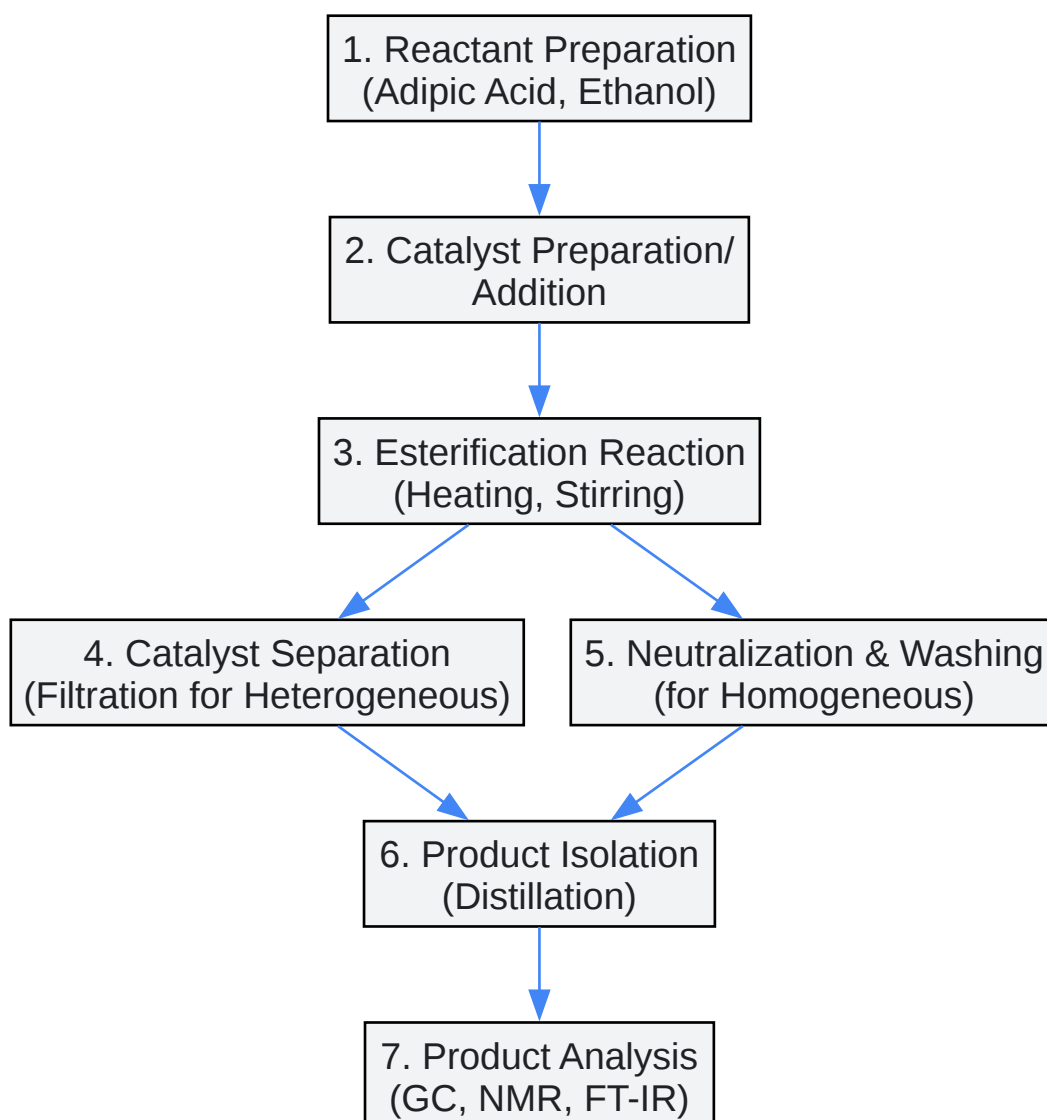 1. Reactant Preparation
(Adipic Acid, Ethanol)
2. Catalyst Preparation/
Addition
3. Esterification Reaction
(Heating, Stirring)
4. Catalyst Separation
(Filtration for Heterogeneous)
5. Neutralization & Washing
(for Homogeneous)
6. Product Isolation
(Distillation)
7. Product Analysis
(GC, NMR, FT-IR)